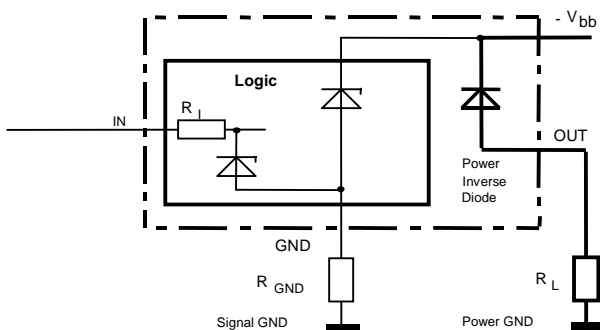 - V bb
Logic
R I
IN
OUT
Power
Inverse
Diode
GND
R GND
R L
Signal GND
Power GND